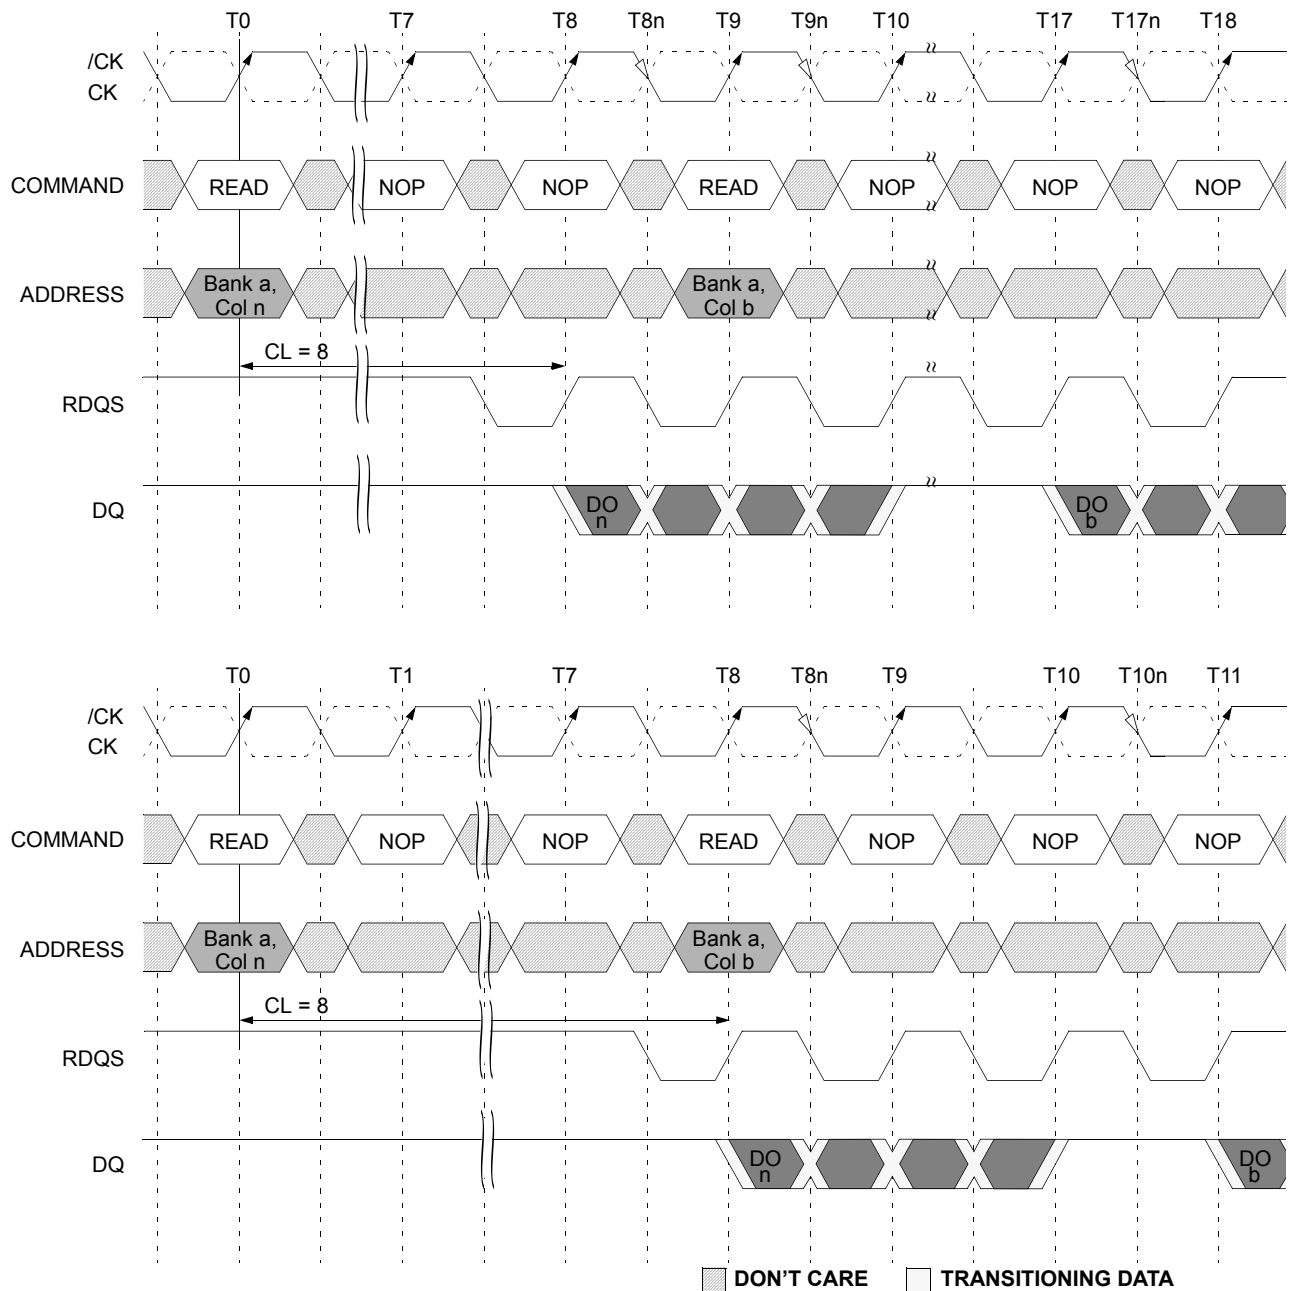 T0 T7 T8 T8n T9 T9n T10 T17 T17n T18
/CK
CK
COMMAND READ NOP NOP READ NOP NOP NOP
ADDRESS Bank a, Col n Bank a, Col b
CL = 8
RDQS
DQ DO n DO b
T0 T1 T7 T8 T8n T9 T10 T10n T11
/CK
CK
COMMAND READ NOP NOP READ NOP NOP NOP
ADDRESS Bank a, Col n Bank a, Col b
CL = 8
RDQS
DQ DO n DO b
DON'T CARE TRANSITIONING DATA